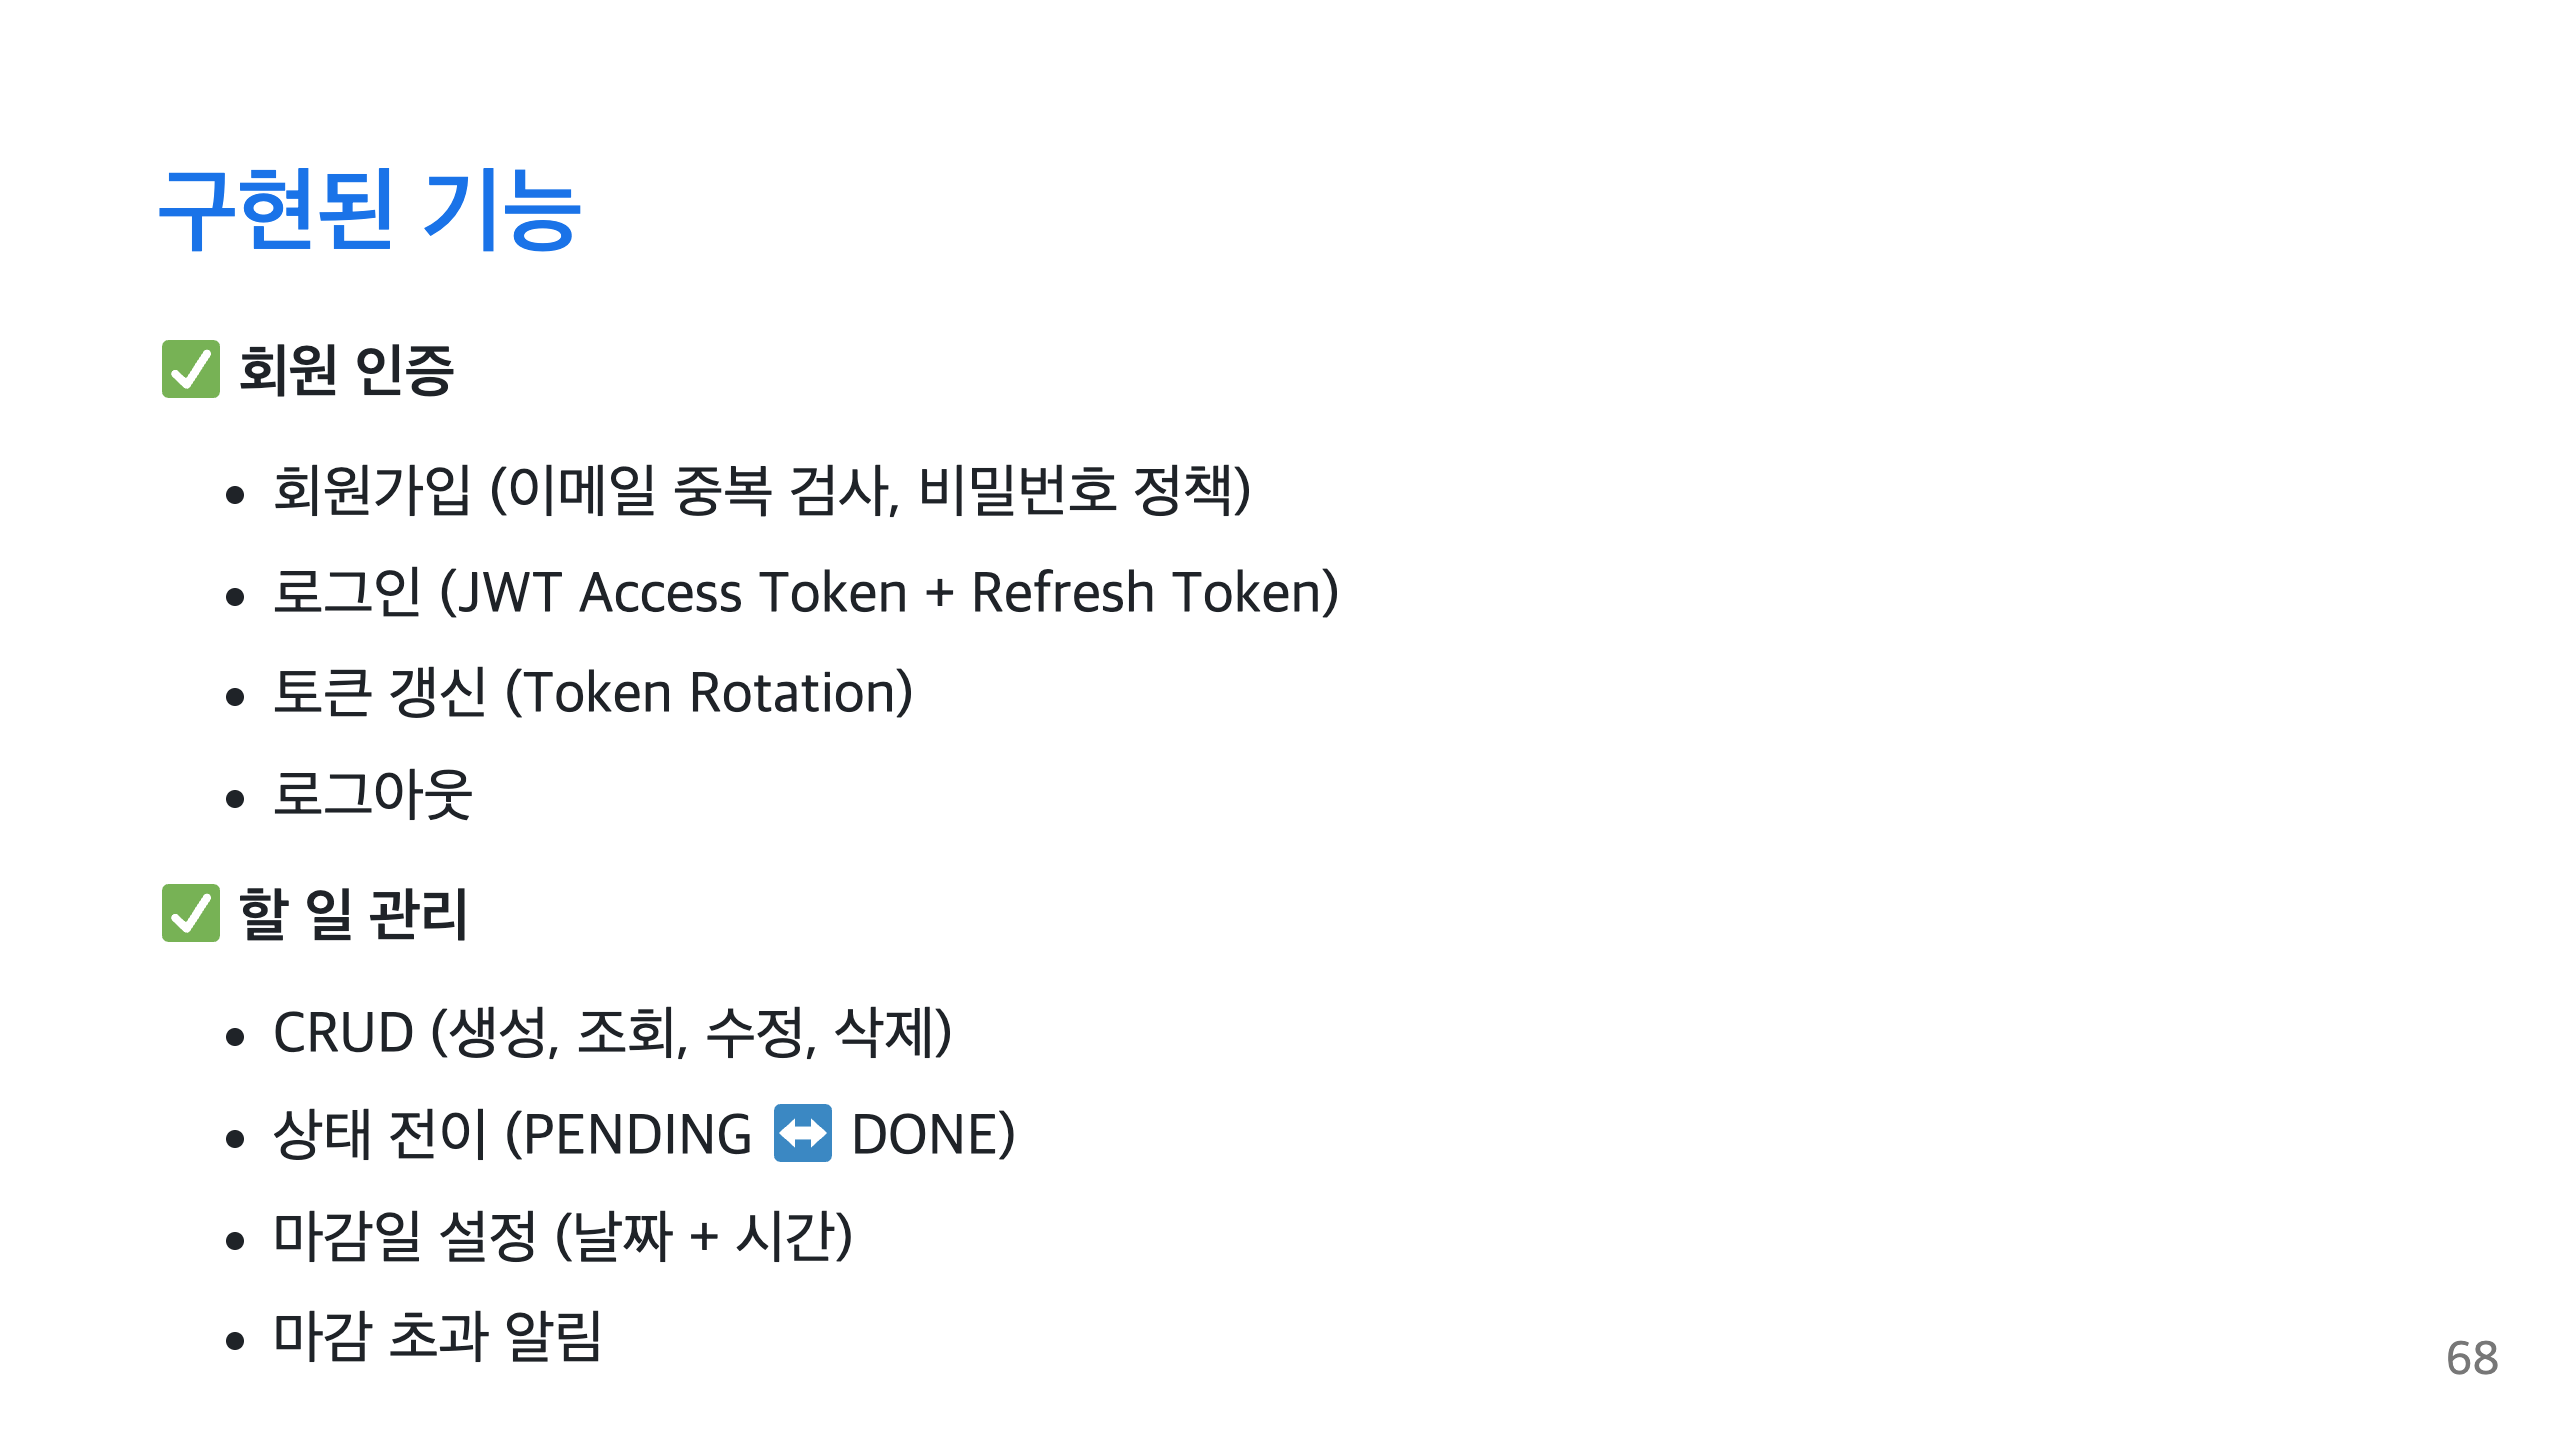 구현된 기능
✅ 회원 인증
• 회원가입 (이메일 중복 검사, 비밀번호 정책)
• 로그인 (JWT Access Token + Refresh Token)
• 토큰 갱신 (Token Rotation)
• 로그아웃
✅ 할 일 관리
• CRUD (생성, 조회, 수정, 삭제)
• 상태 전이 (PENDING ↔️ DONE)
• 마감일 설정 (날짜 + 시간)
• 마감 초과 알림
68